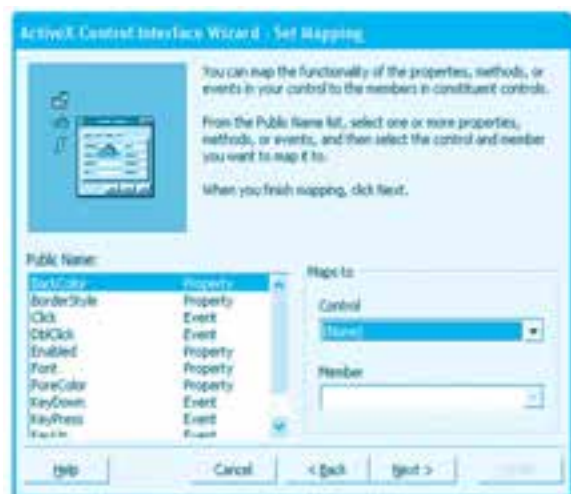 ActiveX Control Interface Wizard - Set Mapping
You can map the functionality of the properties, methods, or
events in your control to the members in constituent controls.
From the Public Name list, select one or more properties,
methods, or events, and then select the control and member
you want to map it to.
When you finish mapping, click Next.
Public Name:
BackColor Property
BorderStyle Property
Click Event
DblClick Event
Enabled Property
Font Property
ForeColor Property
KeyDown Event
KeyPress Event
KeyUp Event
Maps to
Control
(None)
Member
Help
Cancel
< Back
Next >